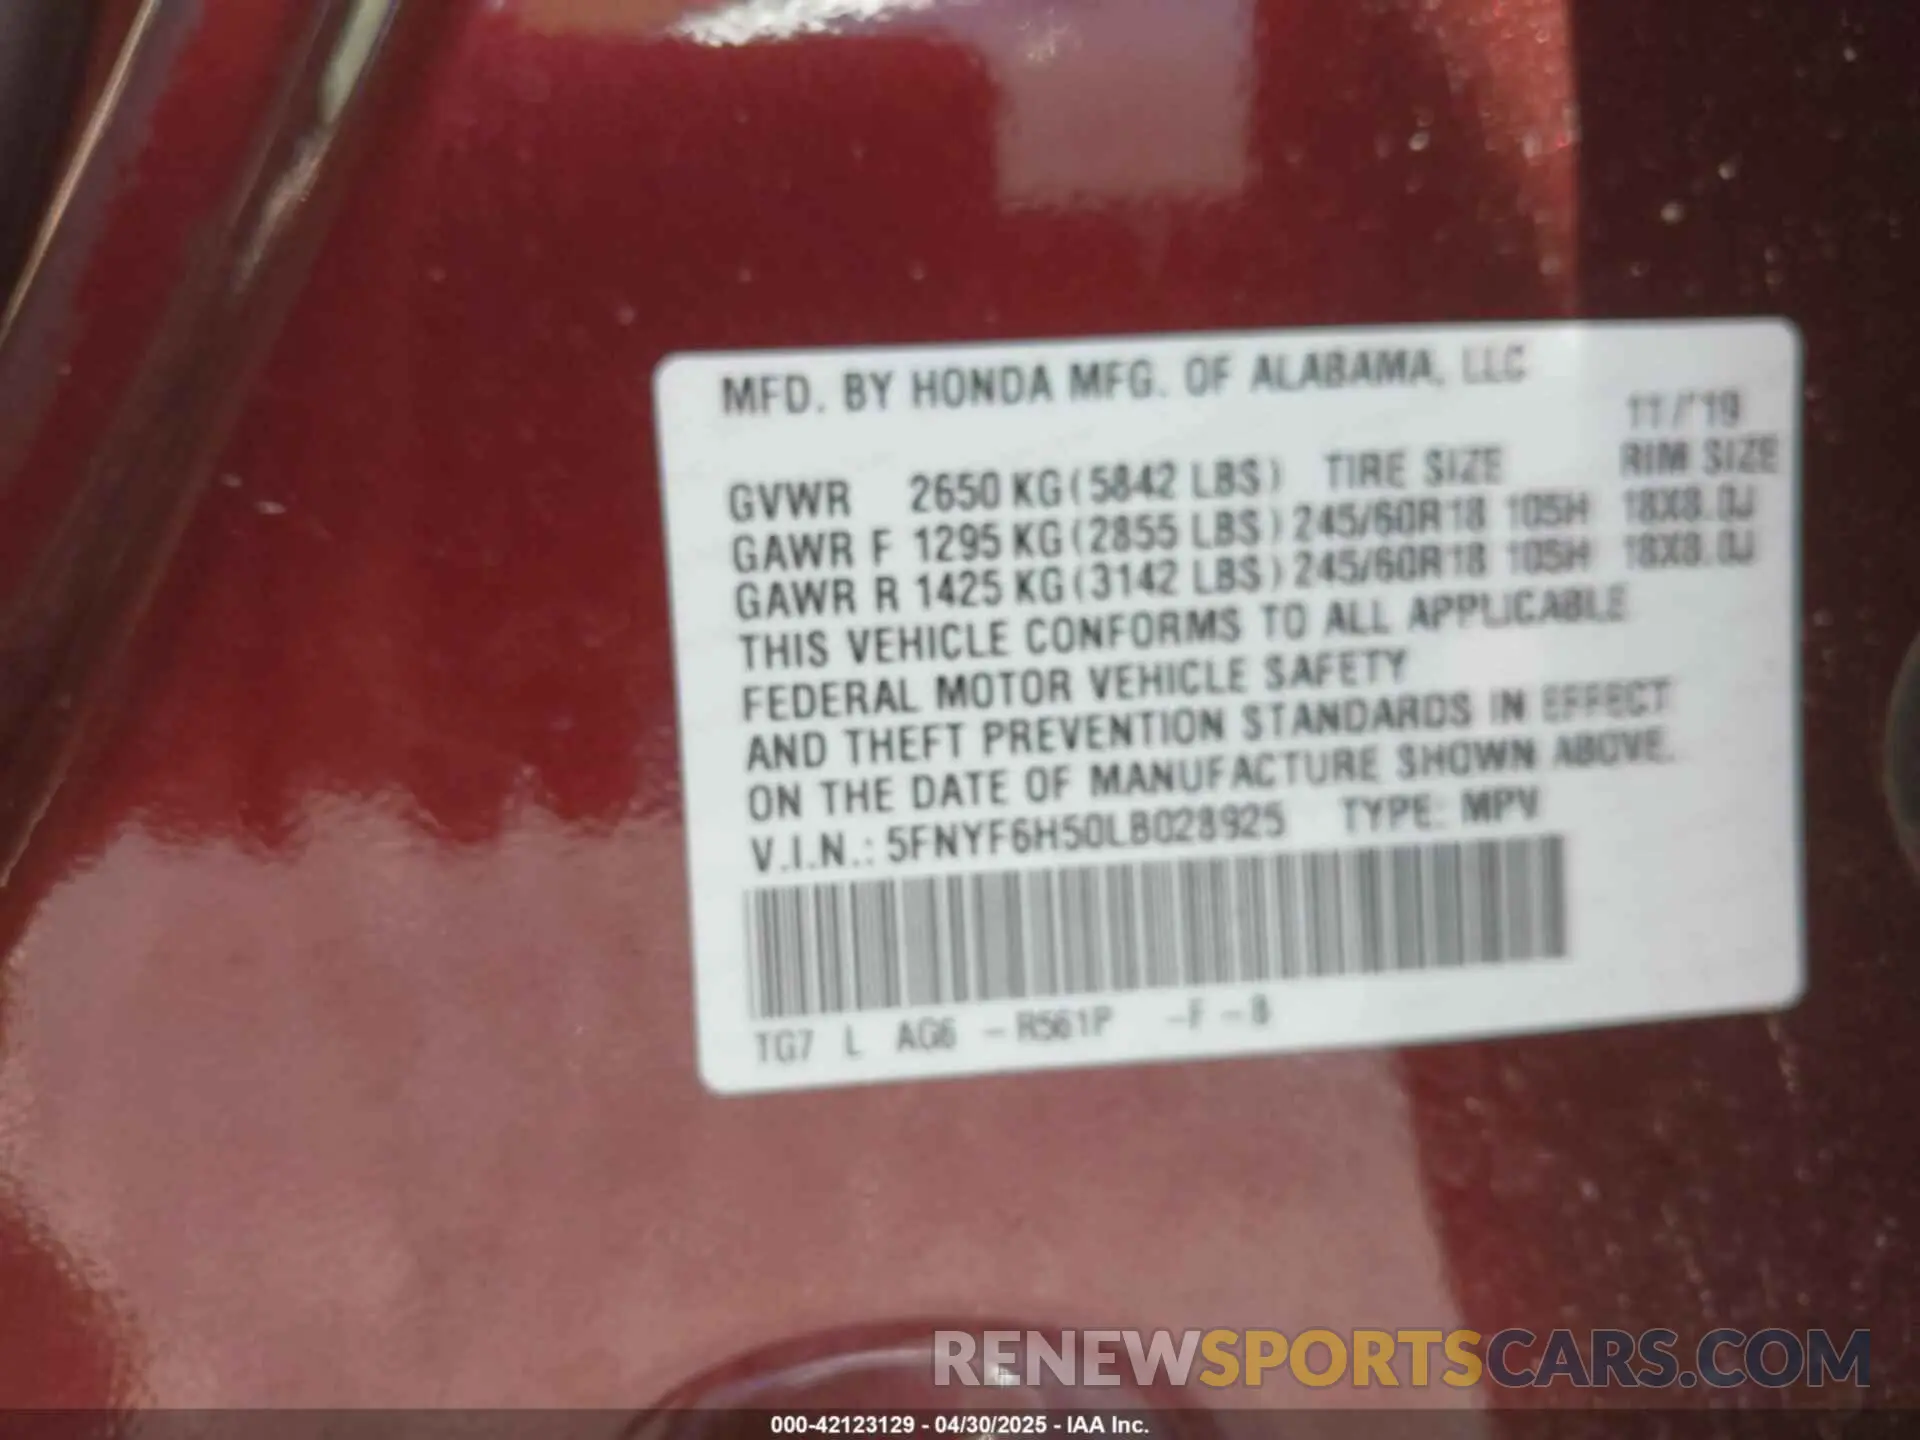 MFD. BY HONDA MFG. OF ALABAMA, LLC
11/'19
GVWR 2650 KG (5842 LBS) TIRE SIZE RIM SIZE
GAWR F 1295 KG (2855 LBS) 245/60R18 105H 18X8.0J
GAWR R 1425 KG (3142 LBS) 245/60R18 105H 18X8.0J
THIS VEHICLE CONFORMS TO ALL APPLICABLE
FEDERAL MOTOR VEHICLE SAFETY
AND THEFT PREVENTION STANDARDS IN EFFECT
ON THE DATE OF MANUFACTURE SHOWN ABOVE.
V.I.N.: 5FNYF6H50LB028925 TYPE: MPV
TG7 L AG6 - R561P - F - B
RENEWSPORTSCARS.COM
000-42123129 - 04/30/2025 - IAA Inc.